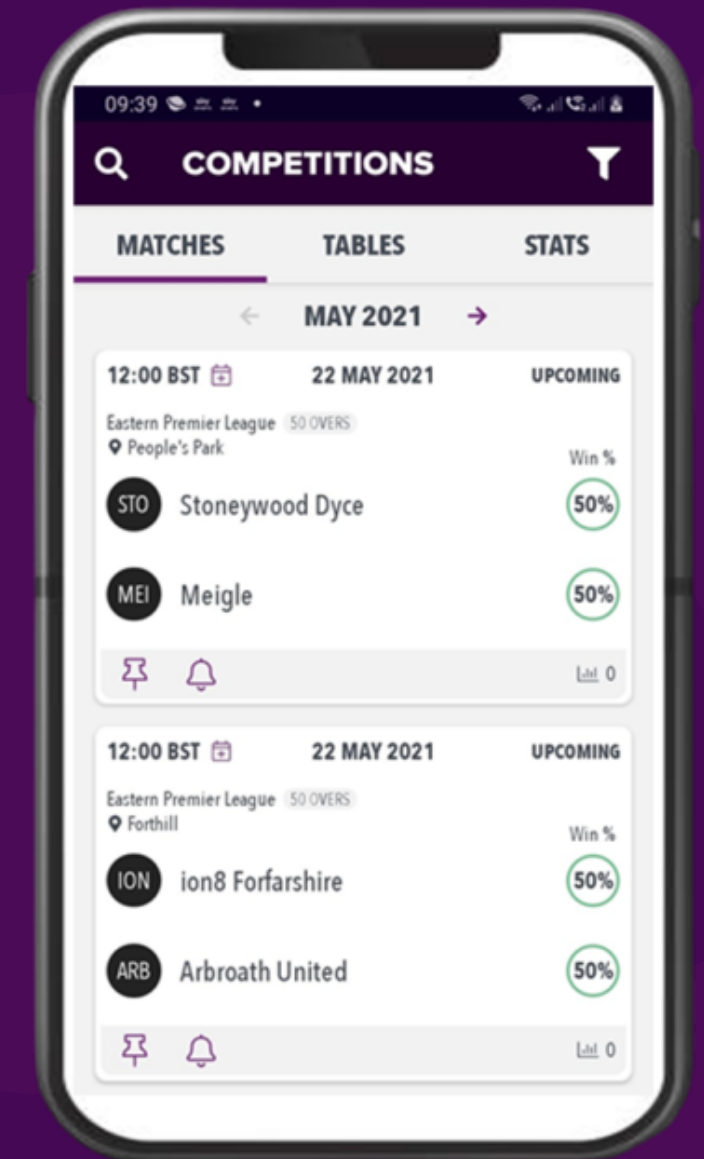 09:39
COMPETITIONS
MATCHES TABLES STATS
MAY 2021
12:00 BST 22 MAY 2021 UPCOMING
Eastern Premier League 50 OVERS
People's Park
Win %
STO Stoneywood Dyce 50%
MEI Meigle 50%
0
12:00 BST 22 MAY 2021 UPCOMING
Eastern Premier League 50 OVERS
Forthill
Win %
ION ion8 Forfarshire 50%
ARB Arbroath United 50%
0